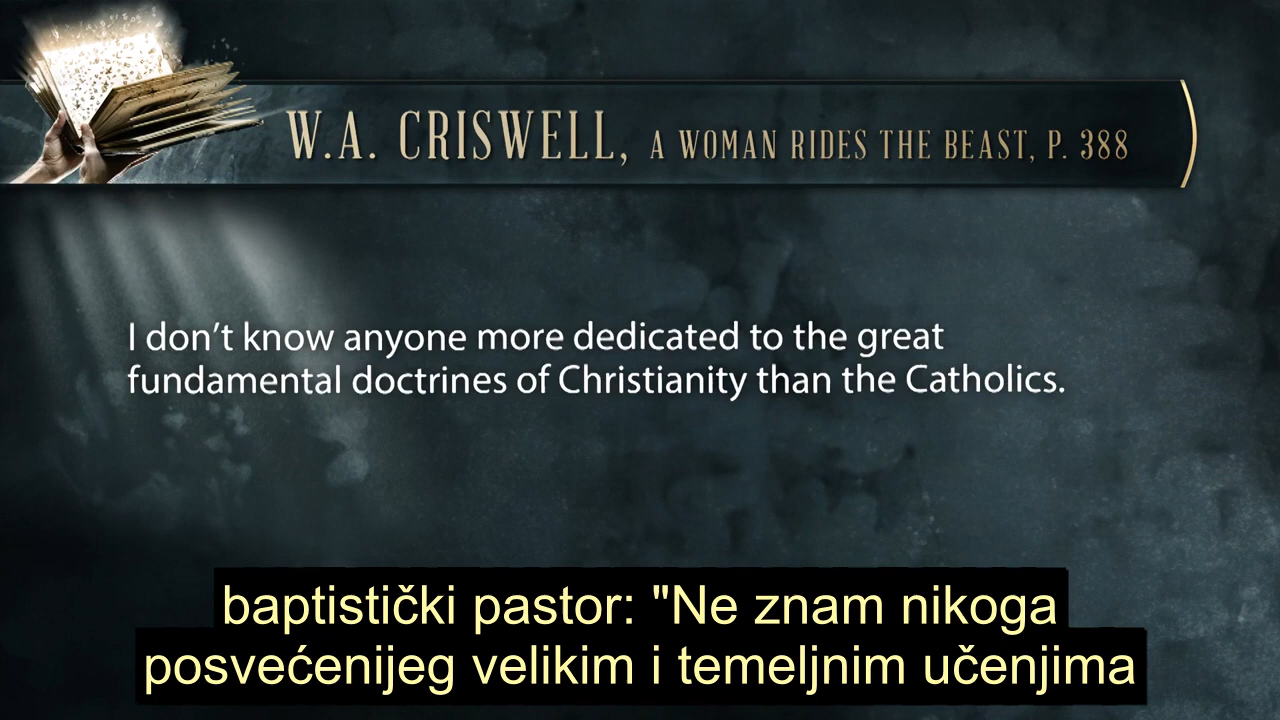 W.A. CRISWELL, A WOMAN RIDES THE BEAST, P. 388
I don't know anyone more dedicated to the great
fundamental doctrines of Christianity than the Catholics.
baptistički pastor: "Ne znam nikoga
posvećenijeg velikim i temeljnim učenjima